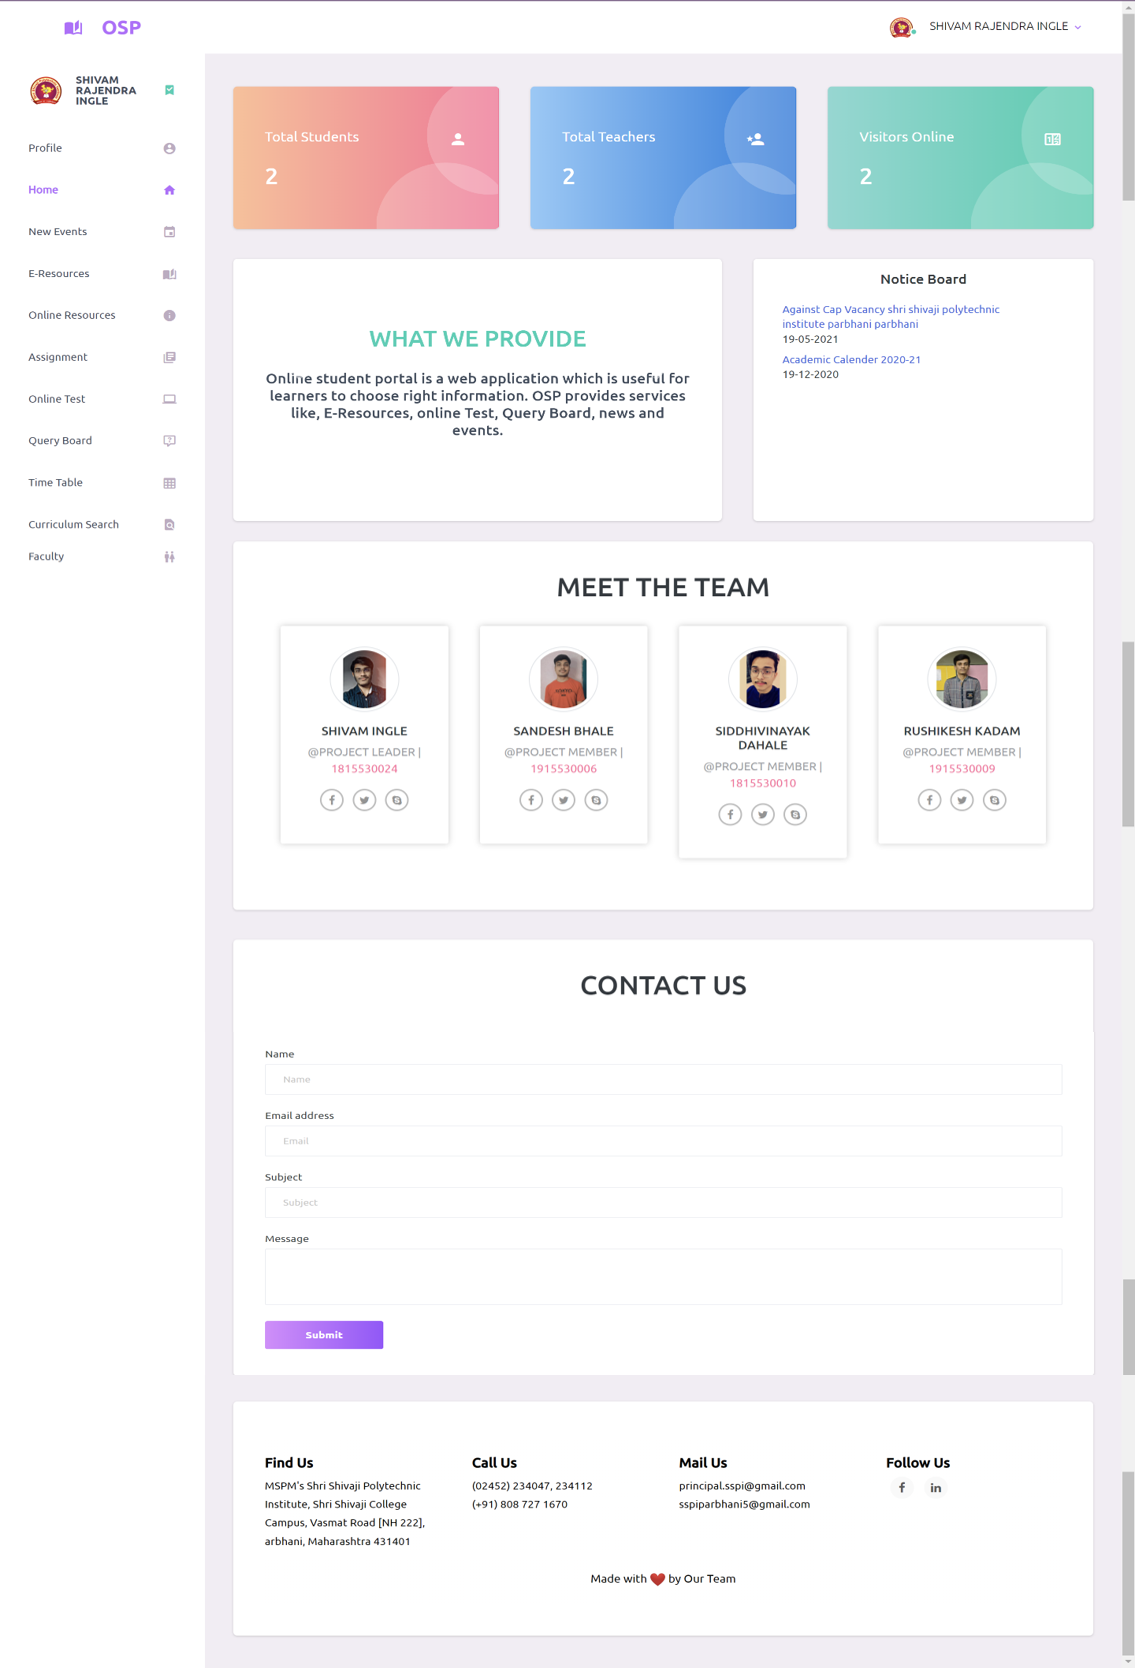 OSP
SHIVAM RAJENDRA INGLE
SHIVAM
RAJENDRA
INGLE
Profile
Home
New Events
E-Resources
Online Resources
Assignment
Online Test
Query Board
Time Table
Curriculum Search
Faculty
Total Students
2
Total Teachers
2
Visitors Online
2
WHAT WE PROVIDE
Online student portal is a web application which is useful for
learners to choose right information. OSP provides services
like, E-Resources, online Test, Query Board, news and
events.
Notice Board
Against Cap Vacancy shri shivaji polytechnic
institute parbhani parbhani
19-05-2021
Academic Calender 2020-21
19-12-2020
MEET THE TEAM
SHIVAM INGLE
@PROJECT LEADER |
1815530024
SANDESH BHALE
@PROJECT MEMBER |
1915530006
SIDDHIVINAYAK
DAHALE
@PROJECT MEMBER |
1815530010
RUSHIKESH KADAM
@PROJECT MEMBER |
1915530009
CONTACT US
Name
Name
Email address
Email
Subject
Subject
Message
Submit
Find Us
MSPM's Shri Shivaji Polytechnic
Institute, Shri Shivaji College
Campus, Vasmat Road [NH 222],
arbhani, Maharashtra 431401
Call Us
(02452) 234047, 234112
(+91) 808 727 1670
Mail Us
principal.sspi@gmail.com
sspiparbhani5@gmail.com
Follow Us
Made with ❤ by Our Team